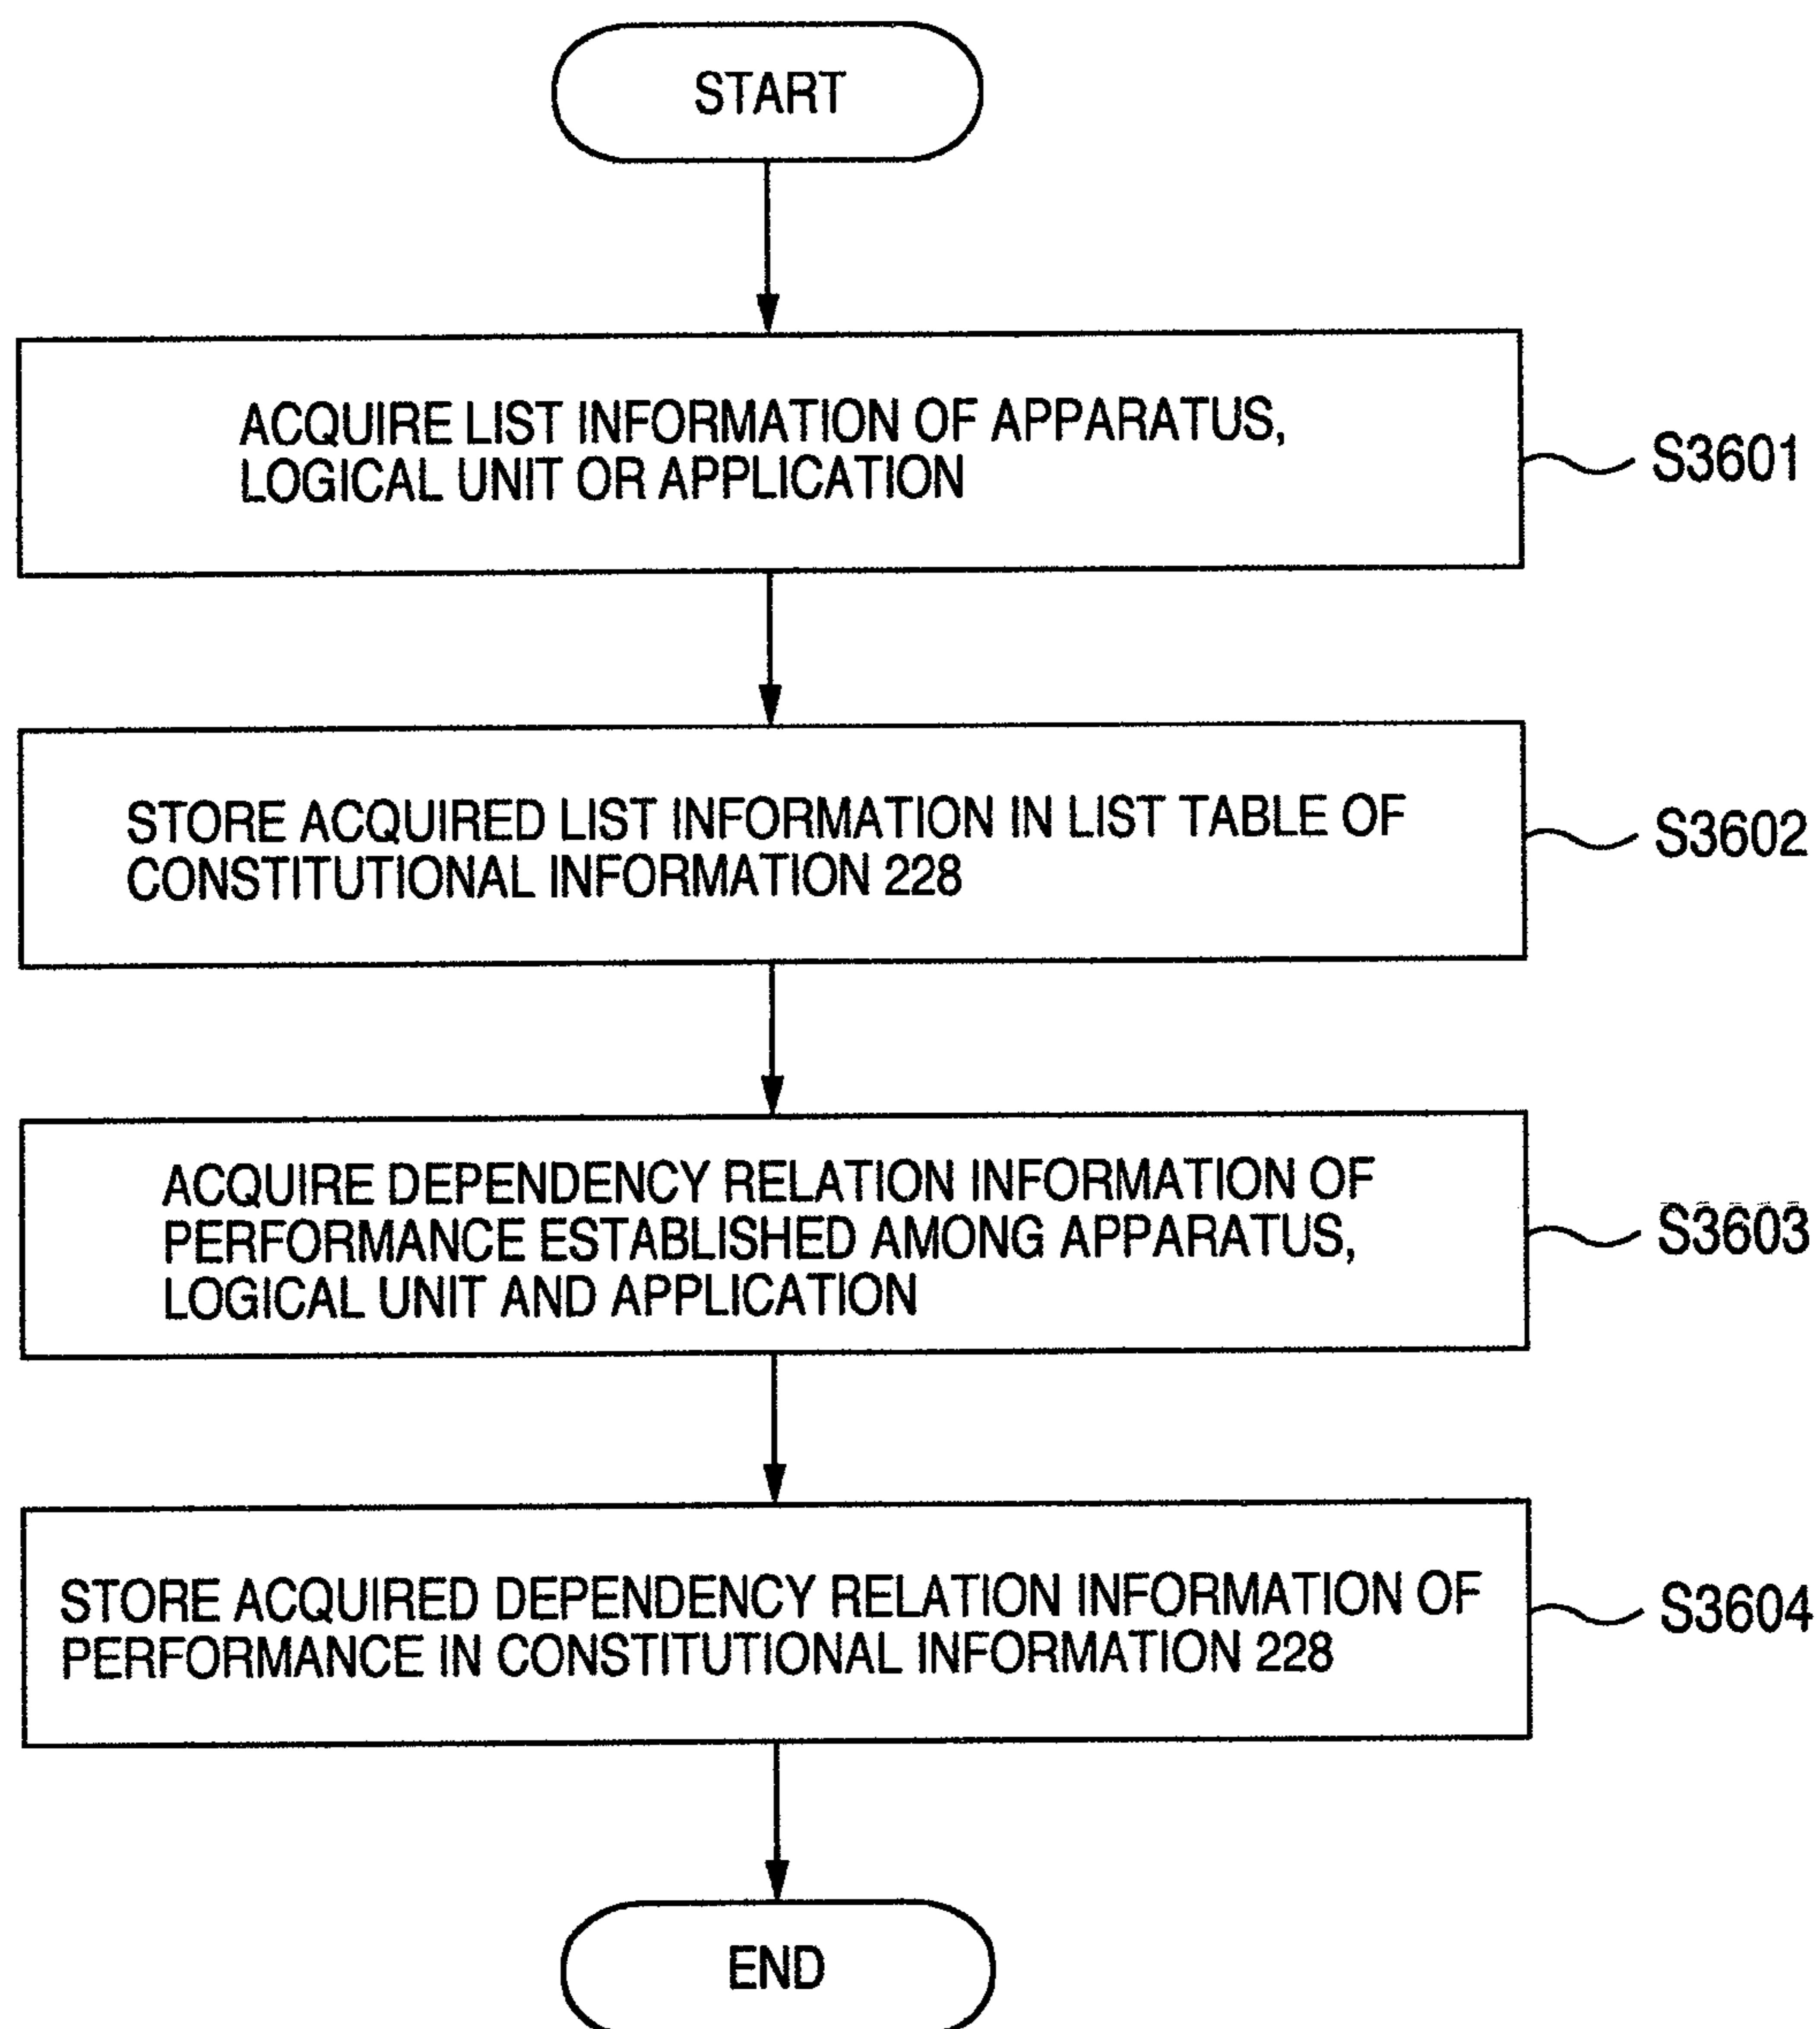 START
ACQUIRE LIST INFORMATION OF APPARATUS,
LOGICAL UNIT OR APPLICATION
S3601
STORE ACQUIRED LIST INFORMATION IN LIST TABLE OF
CONSTITUTIONAL INFORMATION 228
S3602
ACQUIRE DEPENDENCY RELATION INFORMATION OF
PERFORMANCE ESTABLISHED AMONG APPARATUS,
LOGICAL UNIT AND APPLICATION
S3603
STORE ACQUIRED DEPENDENCY RELATION INFORMATION OF
PERFORMANCE IN CONSTITUTIONAL INFORMATION 228
S3604
END